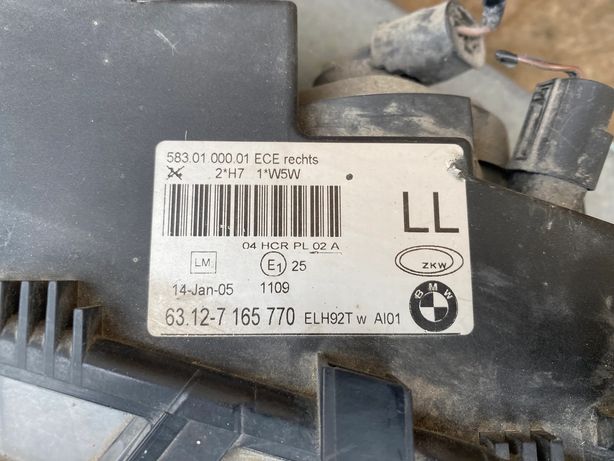 583.01.000.01 ECE rechts
2*H7 1*W5W
LL
04 HCR PL 02 A
LM
E1 25
ZKW
14-Jan-05 1109
BMW
63.12-7 165 770 ELH92T w AI01